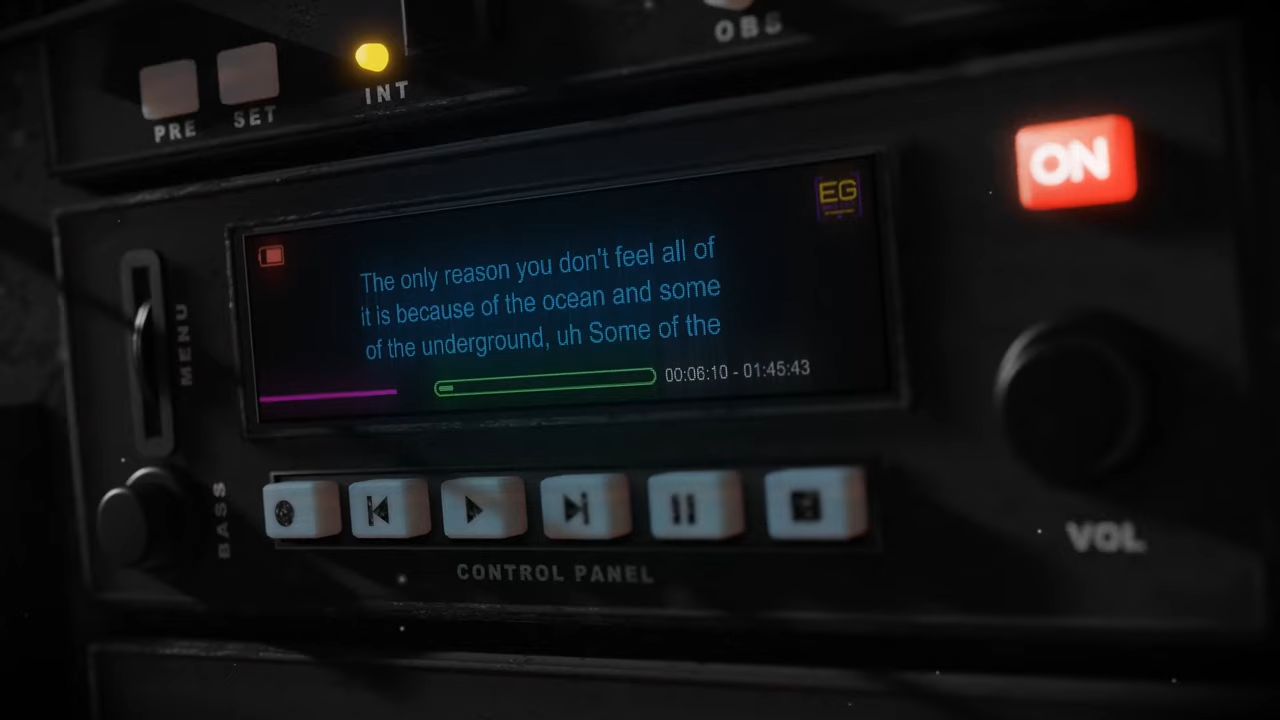 OBS
PRE
SET
INT
ON
EG
The only reason you don't feel all of
it is because of the ocean and some
of the underground, uh Some of the
00:06:10 - 01:45:43
MENU
BASS
VOL
CONTROL PANEL